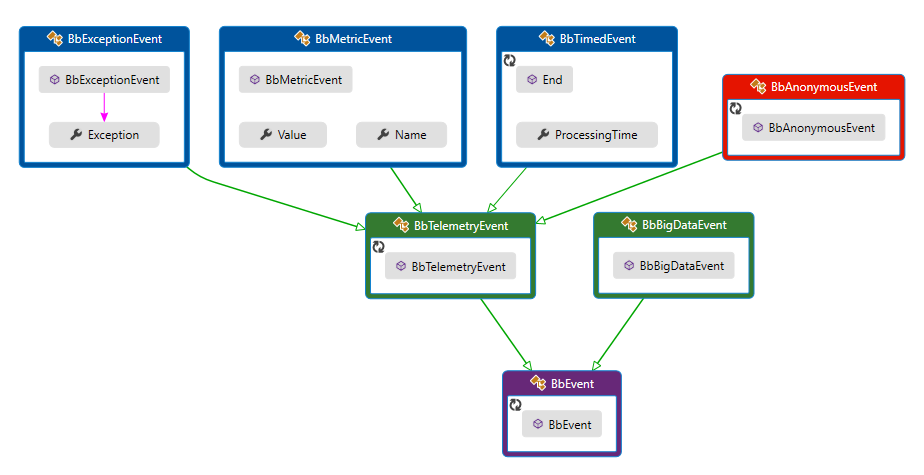 BbExceptionEvent
BbExceptionEvent
Exception
BbMetricEvent
BbMetricEvent
Value
Name
BbTimedEvent
End
ProcessingTime
BbAnonymousEvent
BbAnonymousEvent
BbTelemetryEvent
BbTelemetryEvent
BbBigDataEvent
BbBigDataEvent
BbEvent
BbEvent